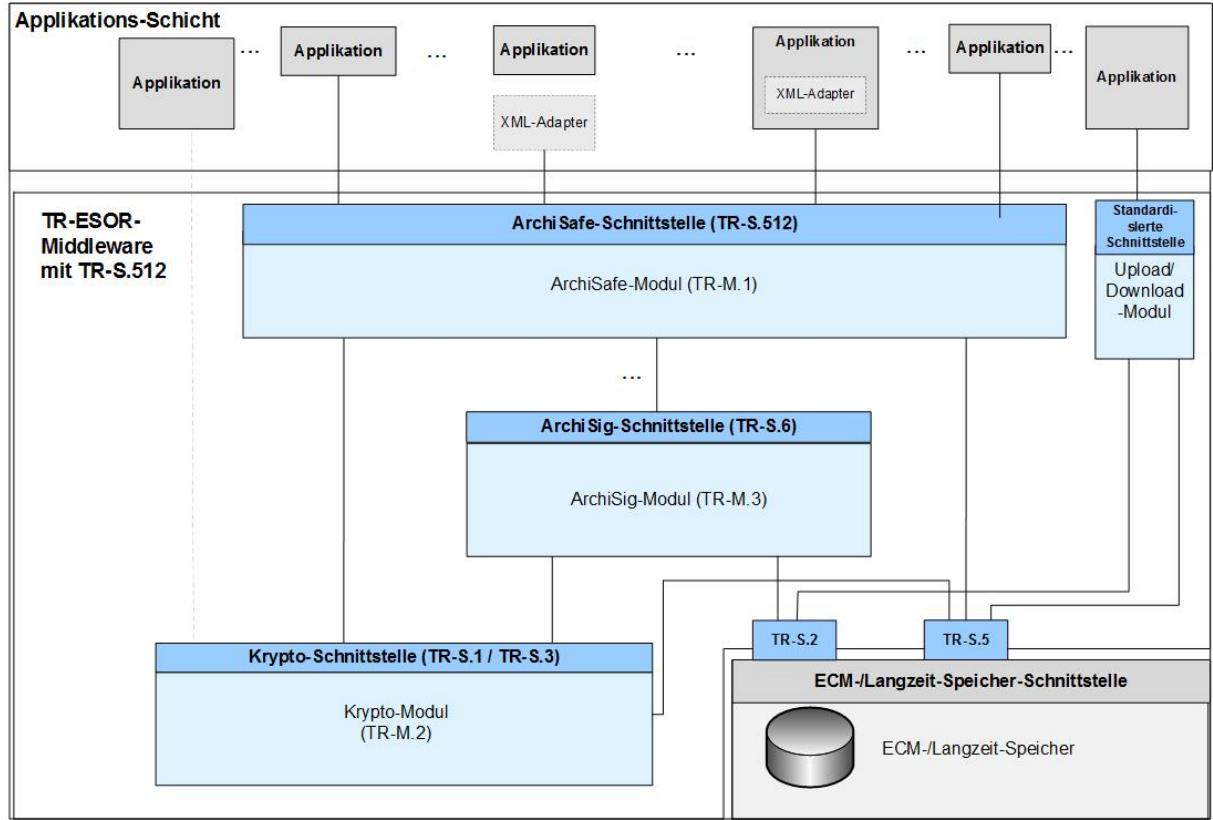 Applikations-Schicht
Applikation
...
Applikation
...
Applikation
XML-Adapter
...
Applikation
XML-Adapter
...
Applikation
...
Applikation
TR-ESOR-
Middleware
mit TR-S.512
ArchiSafe-Schnittstelle (TR-S.512)
ArchiSafe-Modul (TR-M.1)
Standardi-
sierte
Schnittstelle
Upload/
Download
-Modul
...
ArchiSig-Schnittstelle (TR-S.6)
ArchiSig-Modul (TR-M.3)
Krypto-Schnittstelle (TR-S.1 / TR-S.3)
Krypto-Modul
(TR-M.2)
TR-S.2
TR-S.5
ECM-/Langzeit-Speicher-Schnittstelle
ECM-/Langzeit-Speicher